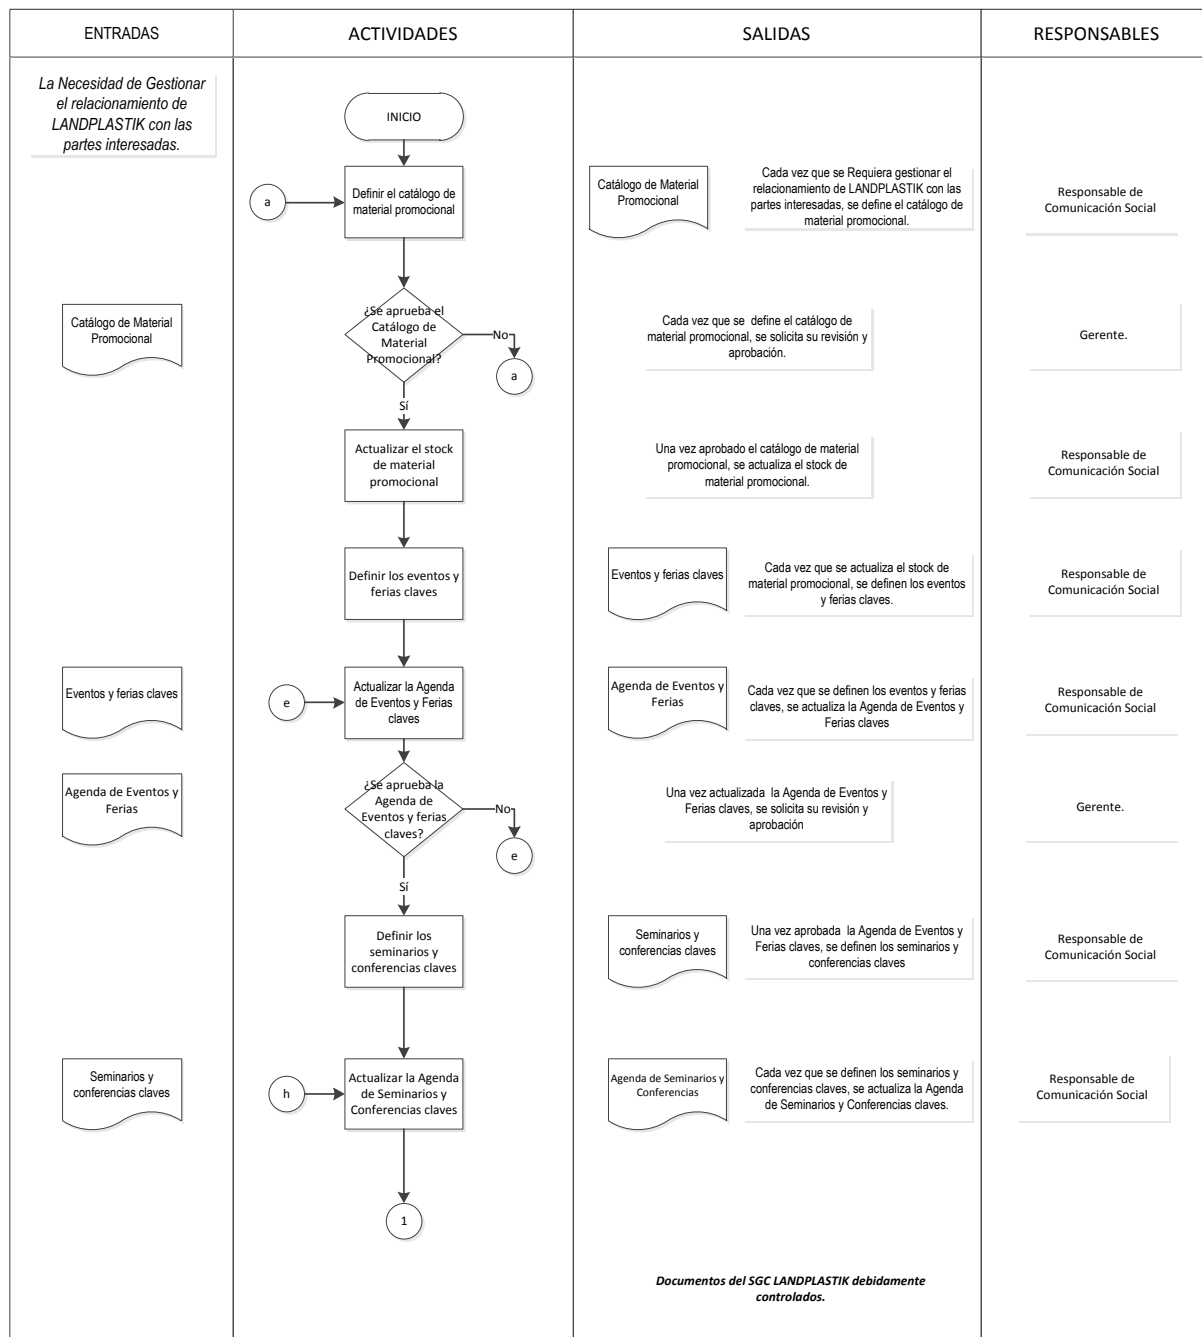 ENTRADAS
ACTIVIDADES
SALIDAS
RESPONSABLES
La Necesidad de Gestionar
el relacionamiento de
LANDPLASTIK con las
partes interesadas.
INICIO
a
Definir el catálogo de
material promocional
Catálogo de Material
Promocional
Cada vez que se Requiera gestionar el
relacionamiento de LANDPLASTIK con las
partes interesadas, se define el catálogo de
material promocional.
Responsable de
Comunicación Social
Catálogo de Material
Promocional
¿Se aprueba el
Catálogo de
Material
Promocional?
No
a
Sí
Cada vez que se  define el catálogo de
material promocional, se solicita su revisión y
aprobación.
Gerente.
Actualizar el stock
de material
promocional
Una vez aprobado el catálogo de material
promocional, se actualiza el stock de
material promocional.
Responsable de
Comunicación Social
Definir los eventos y
ferias claves
Eventos y ferias claves
Cada vez que se actualiza el stock de
material promocional, se definen los eventos
y ferias claves.
Responsable de
Comunicación Social
Eventos y ferias claves
e
Actualizar la Agenda
de Eventos y Ferias
claves
Agenda de Eventos y
Ferias
Cada vez que se definen los eventos y ferias
claves, se actualiza la Agenda de Eventos y
Ferias claves
Responsable de
Comunicación Social
Agenda de Eventos y
Ferias
¿Se aprueba la
Agenda de
Eventos y ferias
claves?
No
e
Sí
Una vez actualizada  la Agenda de Eventos y
Ferias claves, se solicita su revisión y
aprobación
Gerente.
Definir los
seminarios y
conferencias claves
Seminarios y
conferencias claves
Una vez aprobada  la Agenda de Eventos y
Ferias claves, se definen los seminarios y
conferencias claves
Responsable de
Comunicación Social
Seminarios y
conferencias claves
h
Actualizar la Agenda
de Seminarios y
Conferencias claves
Agenda de Seminarios y
Conferencias
Cada vez que se definen los seminarios y
conferencias claves, se actualiza la Agenda
de Seminarios y Conferencias claves.
Responsable de
Comunicación Social
1
Documentos del SGC LANDPLASTIK debidamente
controlados.